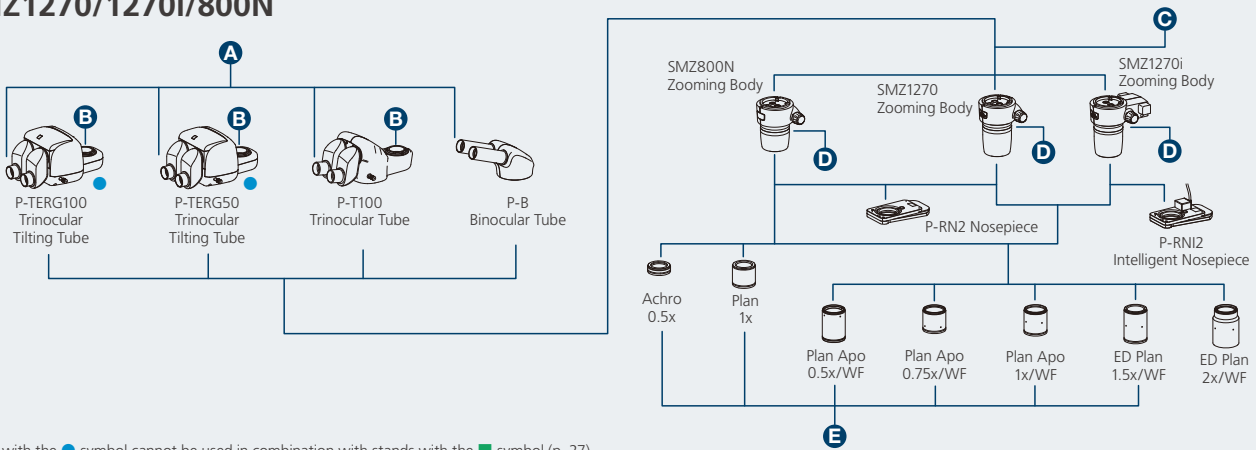 MZ1270/1270i/800N
A
B
P-TERG100
Trinocular
Tilting Tube
B
P-TERG50
Trinocular
Tilting Tube
B
P-T100
Trinocular Tube
P-B
Binocular Tube
C
SMZ800N
Zooming Body
D
SMZ1270
Zooming Body
D
SMZ1270i
Zooming Body
D
P-RN2 Nosepiece
P-RNI2
Intelligent Nosepiece
Achro
0.5x
Plan
1x
Plan Apo
0.5x/WF
Plan Apo
0.75x/WF
Plan Apo
1x/WF
ED Plan
1.5x/WF
ED Plan
2x/WF
E
with the ● symbol cannot be used in combination with stands with the ■ symbol (p. 27)